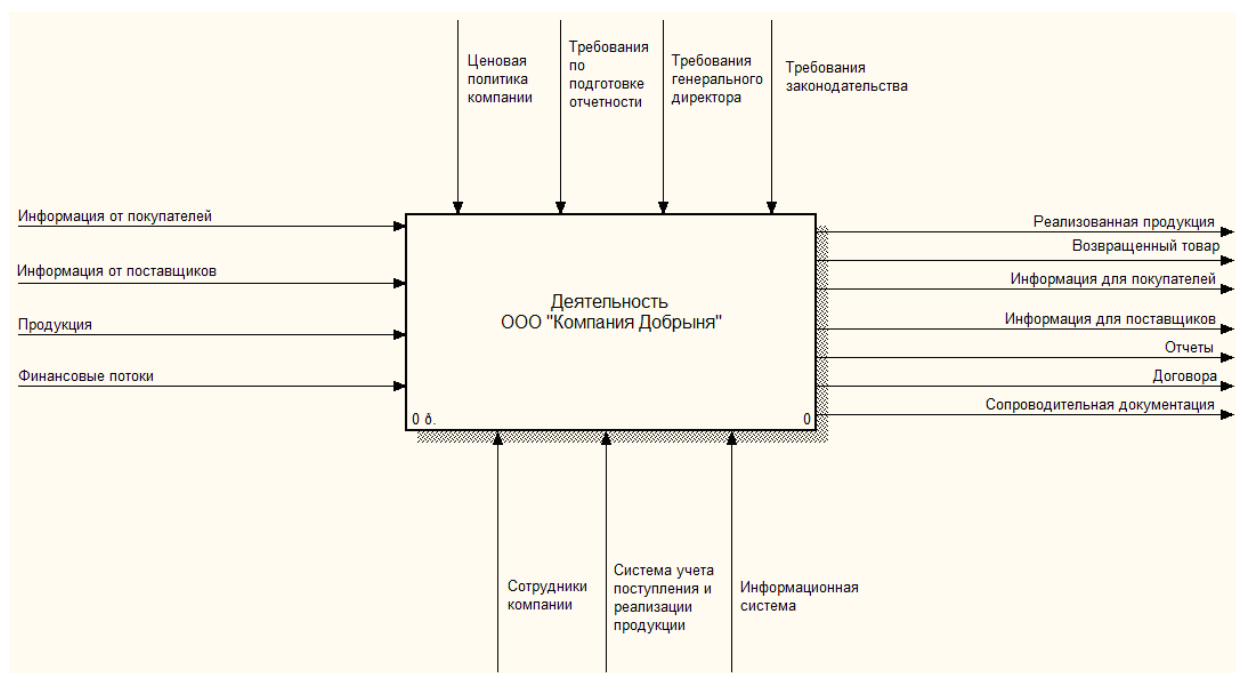 Ценовая
политика
компании
Требования
по
подготовке
отчетности
Требования
генерального
директора
Требования
законодательства
Информация от покупателей
Информация от поставщиков
Продукция
Финансовые потоки
Деятельность
ООО "Компания Добрыня"
0 ð.
0
Реализованная продукция
Возвращенный товар
Информация для покупателей
Информация для поставщиков
Отчеты
Договора
Сопроводительная документация
Сотрудники
компании
Система учета
поступления и
реализации
продукции
Информационная
система